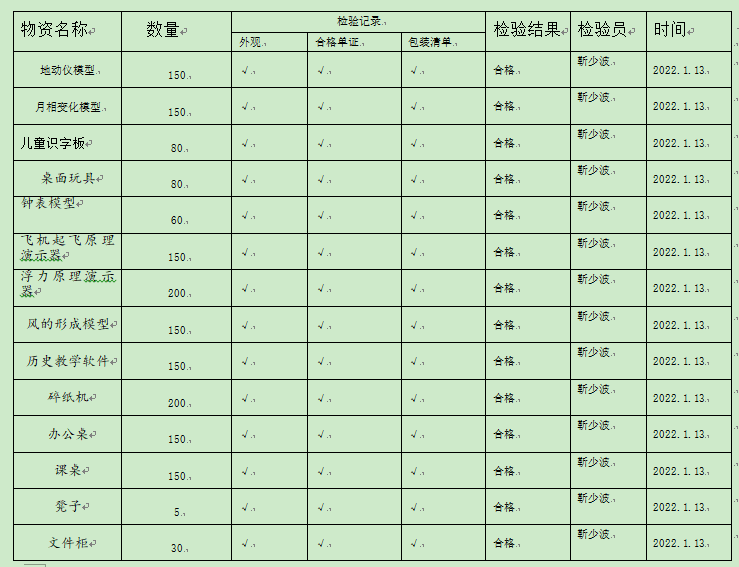 物资名称 数量 检验记录 检验结果 检验员 时间
外观 合格单证 包装清单
地动仪模型 150 √ √ √ 合格 靳少波 2022.1.13
月相变化模型 150 √ √ √ 合格 靳少波 2022.1.13
儿童识字板 80 √ √ √ 合格 靳少波 2022.1.13
桌面玩具 80 √ √ √ 合格 靳少波 2022.1.13
钟表模型 60 √ √ √ 合格 靳少波 2022.1.13
飞机起飞原理
演示器 150 √ √ √ 合格 靳少波 2022.1.13
浮力原理演示
器 200 √ √ √ 合格 靳少波 2022.1.13
风的形成模型 150 √ √ √ 合格 靳少波 2022.1.13
历史教学软件 150 √ √ √ 合格 靳少波 2022.1.13
碎纸机 200 √ √ √ 合格 靳少波 2022.1.13
办公桌 150 √ √ √ 合格 靳少波 2022.1.13
课桌 150 √ √ √ 合格 靳少波 2022.1.13
凳子 5 √ √ √ 合格 靳少波 2022.1.13
文件柜 30 √ √ √ 合格 靳少波 2022.1.13